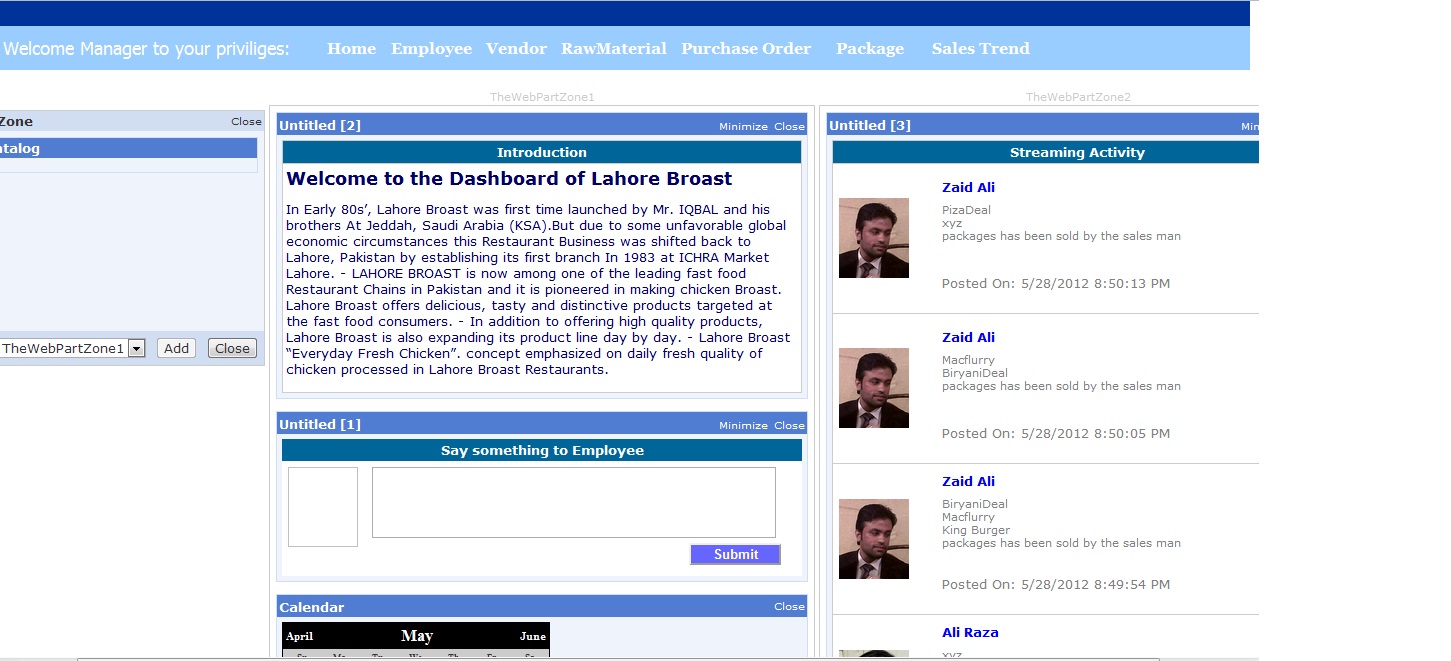 Welcome Manager to your priviliges: Home Employee Vendor RawMaterial Purchase Order Package Sales Trend
Zone Close
atalog
TheWebPartZone1 Add Close
TheWebPartZone1
Untitled [2] Minimize Close
Introduction
Welcome to the Dashboard of Lahore Broast
In Early 80s’, Lahore Broast was first time launched by Mr. IQBAL and his
brothers At Jeddah, Saudi Arabia (KSA).But due to some unfavorable global
economic circumstances this Restaurant Business was shifted back to
Lahore, Pakistan by establishing its first branch In 1983 at ICHRA Market
Lahore. - LAHORE BROAST is now among one of the leading fast food
Restaurant Chains in Pakistan and it is pioneered in making chicken Broast.
Lahore Broast offers delicious, tasty and distinctive products targeted at
the fast food consumers. - In addition to offering high quality products,
Lahore Broast is also expanding its product line day by day. - Lahore Broast
“Everyday Fresh Chicken”. concept emphasized on daily fresh quality of
chicken processed in Lahore Broast Restaurants.
Untitled [1] Minimize Close
Say something to Employee
Submit
Calendar Close
April May June
TheWebPartZone2
Untitled [3] Min
Streaming Activity
Zaid Ali
PizaDeal
xyz
packages has been sold by the sales man
Posted On: 5/28/2012 8:50:13 PM
Zaid Ali
Macflurry
BiryaniDeal
packages has been sold by the sales man
Posted On: 5/28/2012 8:50:05 PM
Zaid Ali
BiryaniDeal
Macflurry
King Burger
packages has been sold by the sales man
Posted On: 5/28/2012 8:49:54 PM
Ali Raza
xyz